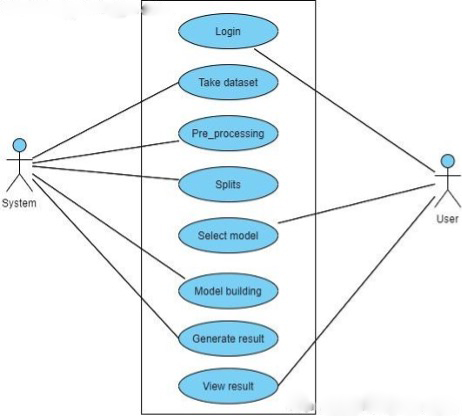 Login
Take dataset
Pre_processing
Splits
System
User
Select model
Model building
Generate result
View result